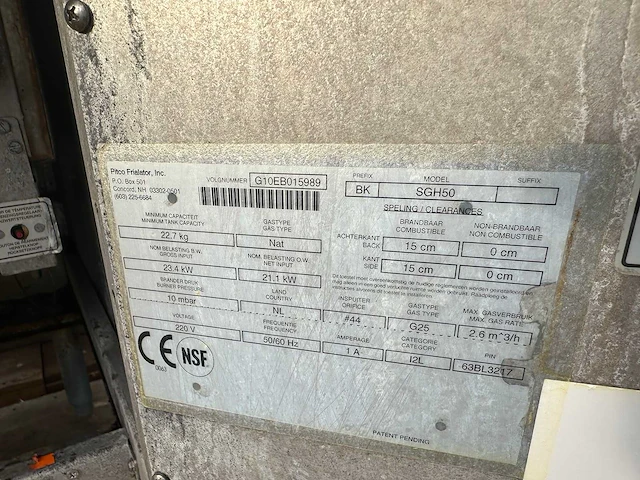 Pitco Frialator, Inc.
P.O. Box 501
Concord, NH 03302-0501
(603) 225-6684
VOLGNUMMER G10EB015989
PREFIX MODEL SUFFIX
BK SGH50
SPELING / CLEARANCES
BRANDBAAR NON-BRANDBAAR
COMBUSTIBLE NON COMBUSTIBLE
ACHTERKANT
BACK 15 cm 0 cm
KANT
SIDE 15 cm 0 cm
MINIMUM CAPACITEIT GASTYPE
MINIMUM TANK CAPACITY GAS TYPE
22.7 kg Nat
NOM BELASTING B.W. NOM. BELASTING O.W.
GROSS INPUT NET INPUT
23.4 kW 21.1 kW
BRANDER DRUK LAND
BURNER PRESSURE COUNTRY
10 mbar NL
INSPUITER GASTYPE MAX. GASVERBRUIK
ORIFICE GAS TYPE MAX. GAS RATE
#44 G25 2.6 m^3/h
VOLTAGE FREQUENTIE AMPERAGE CATEGORIE PIN
FREQUENCY CATEGORY
220 V 50/60 Hz 1 A I2L 63BL3217
CE NSF
0063
PATENT PENDING